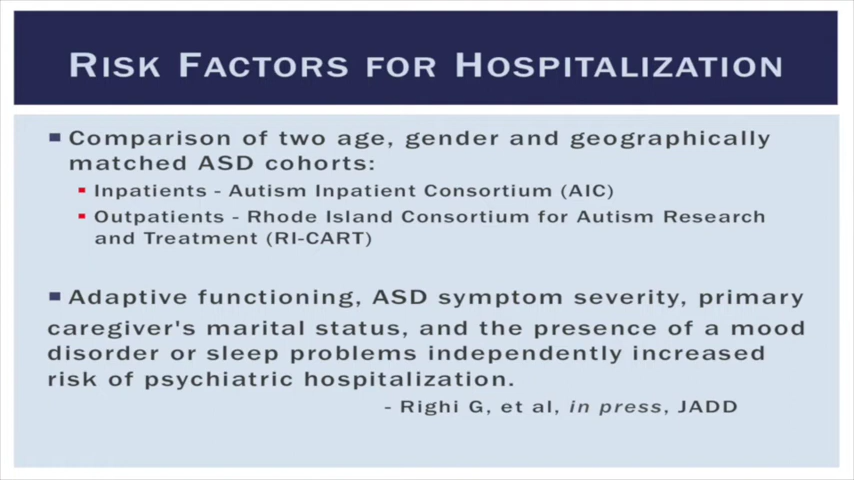 RISK FACTORS FOR HOSPITALIZATION
Comparison of two age, gender and geographically
matched ASD cohorts:
Inpatients - Autism Inpatient Consortium (AIC)
Outpatients - Rhode Island Consortium for Autism Research
and Treatment (RI-CART)
Adaptive functioning, ASD symptom severity, primary
caregiver's marital status, and the presence of a mood
disorder or sleep problems independently increased
risk of psychiatric hospitalization.
- Righi G, et al, in press, JADD